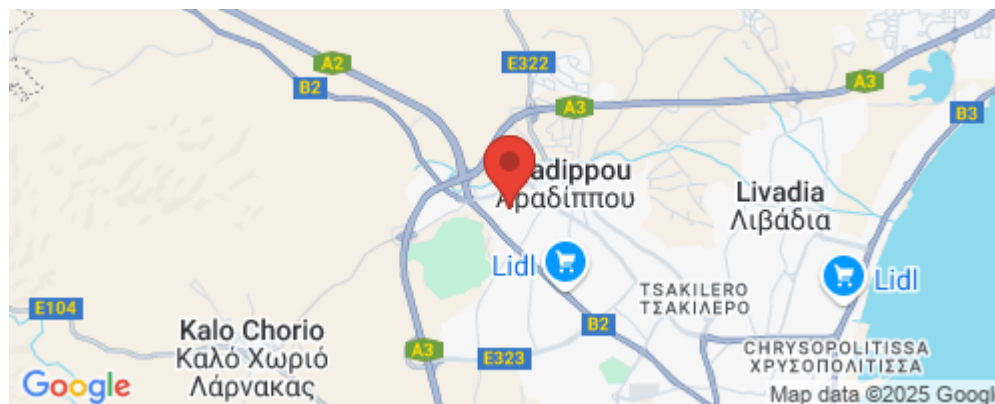 A2
E322
A3
B2
A3
B3
adippou
Αραδίππου
Livadia
Λιβάδια
Lidl
Lidl
TSAKILERO
ΤΣΑΚΙΛΕΡΟ
E104
Kalo Chorio
Καλό Χωριό
Λάρνακας
B2
A3
E323
CHRYSOPOLITISSA
ΧΡΥΣΟΠΟΛΙΤΙΣΣΑ
Google
Map data ©2025 Googl